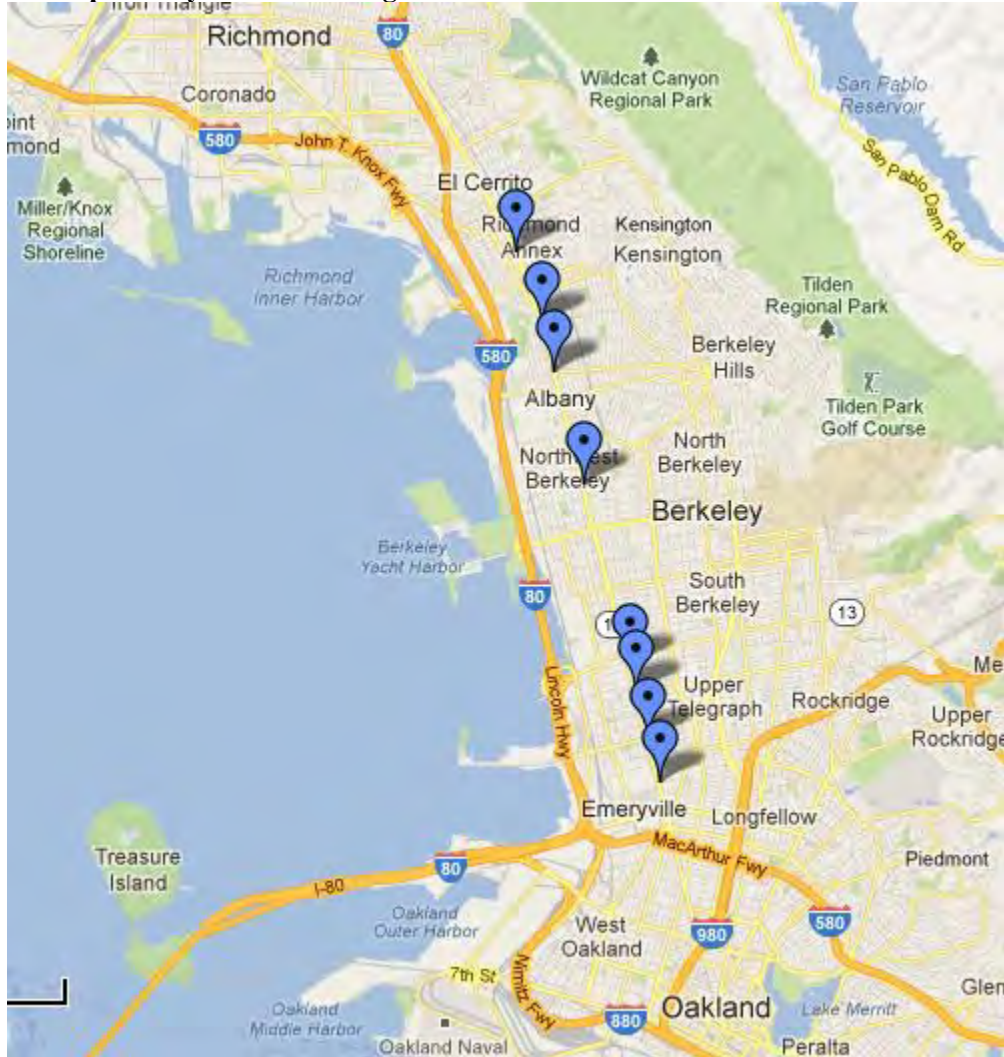 Iron Triangle
Richmond
80
Wildcat Canyon
Regional Park
San Pablo
Reservoir
Coronado
580
John T. Knox Fwy
San Pablo Dam Rd
El Cerrito
Miller/Knox
Regional
Shoreline
Kensington
Annex
Kensington
Richmond
Inner Harbor
Tilden
Regional Park
580
Berkeley
Hills
Albany
Tilden Park
Golf Course
North
Berkeley
Berkeley
Berkeley
Berkeley
Yacht Harbor
80
South
Berkeley
13
Lincoln Hwy
Upper
Telegraph
Rockridge
Upper
Rockridge
Emeryville
Longfellow
MacArthur Fwy
Treasure
Island
I-80
80
Piedmont
Oakland
Outer Harbor
West
Oakland
980
580
7th St
Nimitz Fwy
Oakland
Middle Harbor
880
Oakland
Lake Merritt
Oakland Naval
Peralta